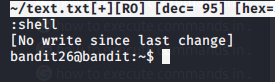 ~/text.txt[+][RO] [dec= 95] [hex=
:shell
[No write since last change]
bandit26@bandit:~$